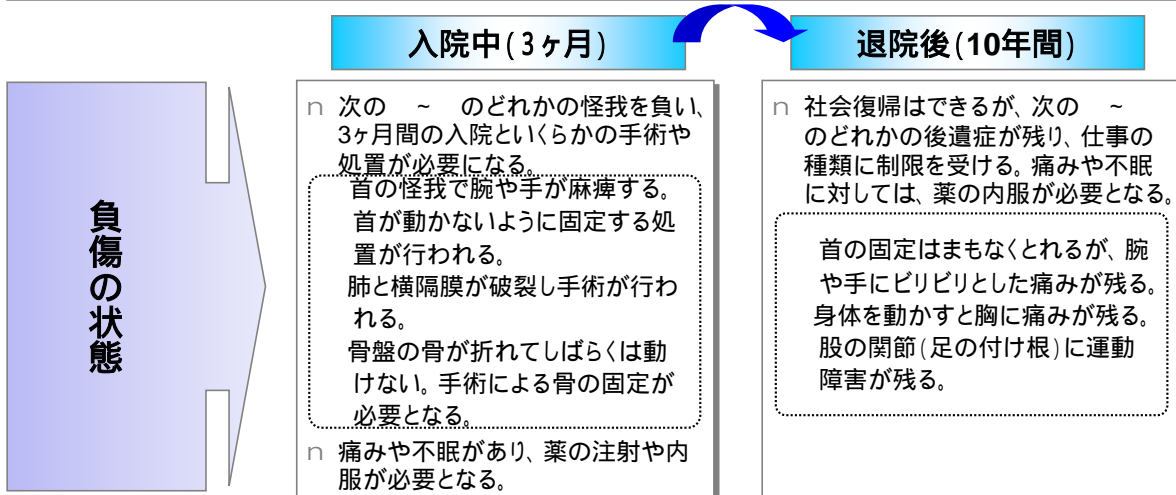 入院中(3ヶ月)
退院後(10年間)
負傷の状態
n 次の ~ のどれかの怪我を負い、
3ヶ月間の入院といくらかの手術や
処置が必要になる。
首の怪我で腕や手が麻痺する。
首が動かないように固定する処
置が行われる。
肺と横隔膜が破裂し手術が行わ
れる。
骨盤の骨が折れてしばらくは動
けない。手術による骨の固定が
必要となる。
n 痛みや不眠があり、薬の注射や内
服が必要となる。
n 社会復帰はできるが、次の ~
のどれかの後遺症が残り、仕事の
種類に制限を受ける。痛みや不眠
に対しては、薬の内服が必要となる。
首の固定はまもなくとれるが、腕
や手にビリビリとした痛みが残る。
身体を動かすと胸に痛みが残る。
股の関節(足の付け根)に運動
障害が残る。